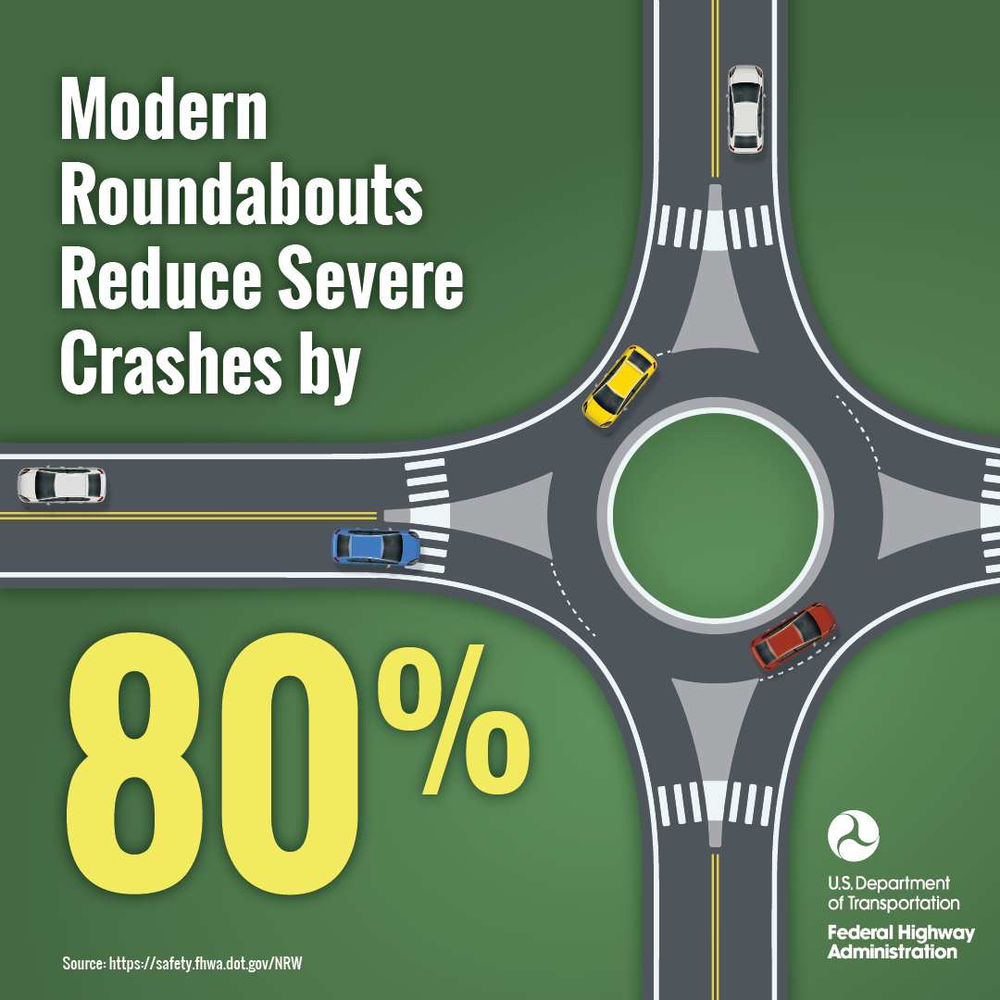 Modern
Roundabouts
Reduce Severe
Crashes by
80%
U.S. Department
of Transportation
Federal Highway
Administration
Source: https://safety.fhwa.dot.gov/NRW